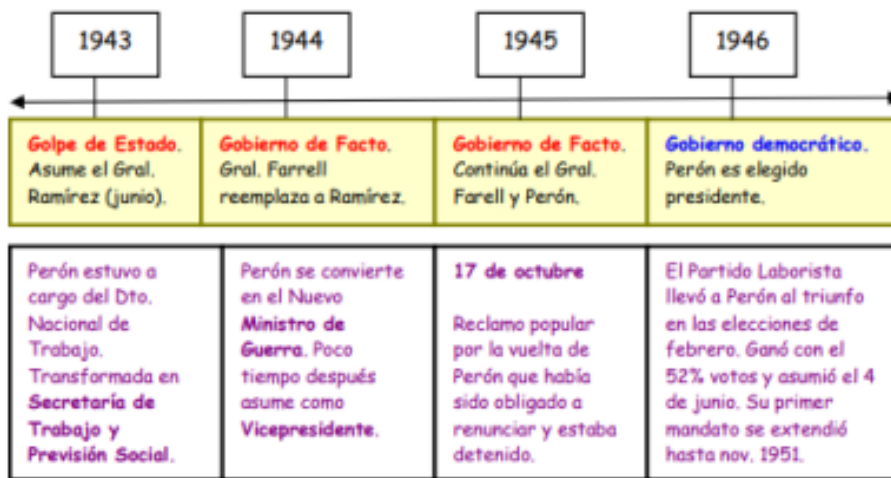 1943
1944
1945
1946
Golpe de Estado.
Asume el Gral.
Ramírez (junio).
Gobierno de Facto.
Gral. Farrell
reemplaza a Ramírez.
Gobierno de Facto.
Continúa el Gral.
Farell y Perón.
Gobierno democrático.
Perón es elegido
presidente.
Perón estuvo a
cargo del Dto.
Nacional de
Trabajo.
Transformada en
Secretaría de
Trabajo y
Previsión Social.
Perón se convierte
en el Nuevo
Ministro de
Guerra. Poco
tiempo después
asume como
Vicepresidente.
17 de octubre
Reclamo popular
por la vuelta de
Perón que había
sido obligado a
renunciar y estaba
detenido.
El Partido Laborista
llevó a Perón al triunfo
en las elecciones de
febrero. Ganó con el
52% votos y asumió el 4
de junio. Su primer
mandato se extendió
hasta nov. 1951.